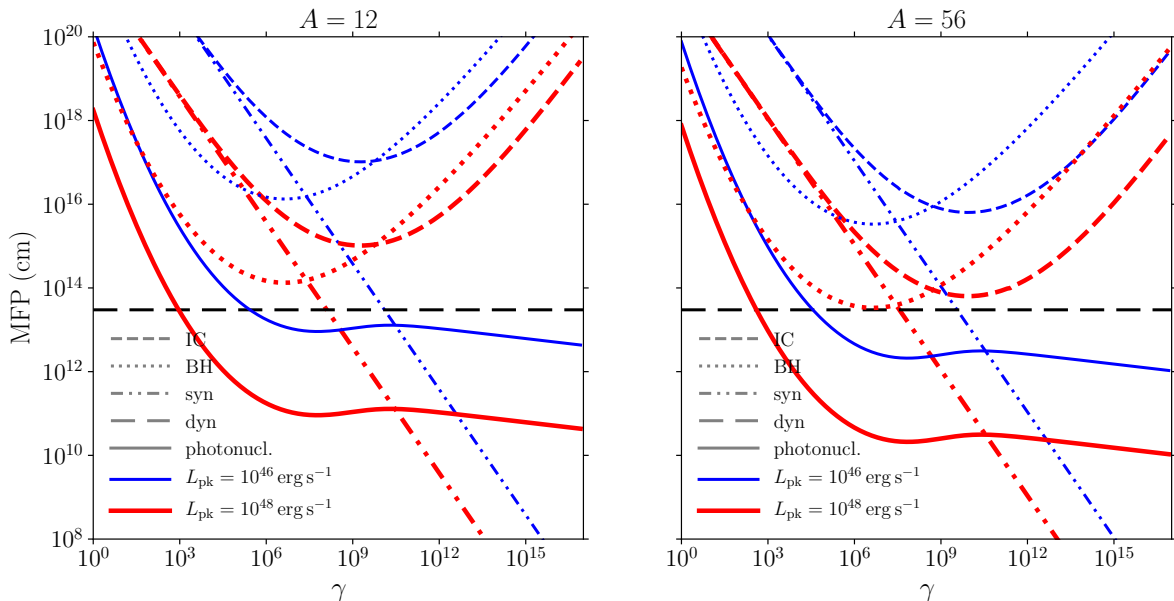 A = 12
A = 56
MFP (cm)
10^20
10^18
10^16
10^14
10^12
10^10
10^8
IC
BH
syn
dyn
photonucl.
L_pk = 10^46 erg s^−1
L_pk = 10^48 erg s^−1
10^0 10^3 10^6 10^9 10^12 10^15
γ
IC
BH
syn
dyn
photonucl.
L_pk = 10^46 erg s^−1
L_pk = 10^48 erg s^−1
10^0 10^3 10^6 10^9 10^12 10^15
γ